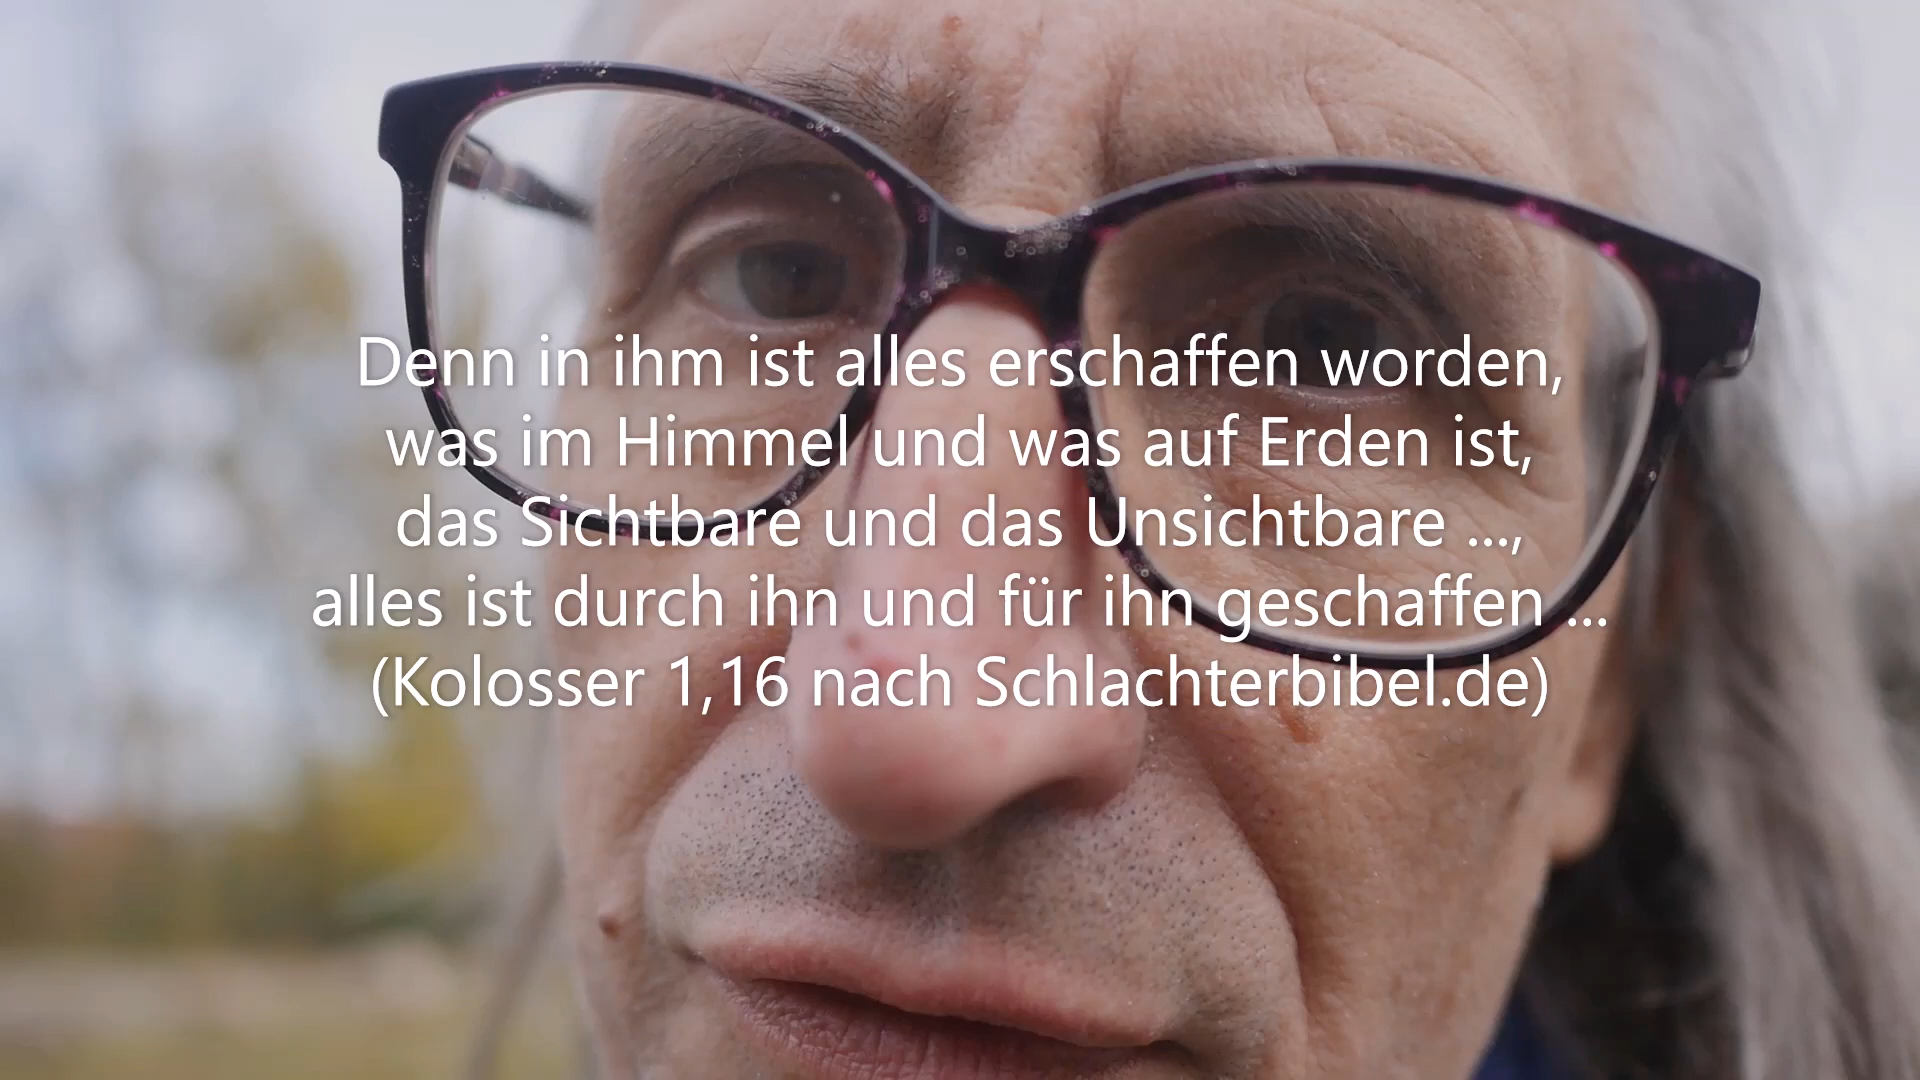 Denn in ihm ist alles erschaffen worden,
was im Himmel und was auf Erden ist,
das Sichtbare und das Unsichtbare ...,
alles ist durch ihn und für ihn geschaffen ...
(Kolosser 1,16 nach Schlachterbibel.de)